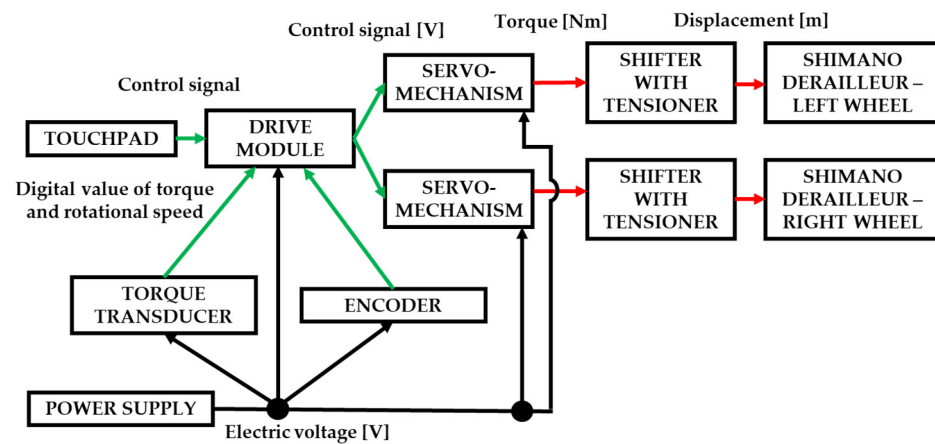 Torque [Nm]
Displacement [m]
Control signal [V]
SERVO-
MECHANISM
SHIFTER
WITH
TENSIONER
SHIMANO
DERAILLEUR –
LEFT WHEEL
Control signal
TOUCHPAD
DRIVE
MODULE
SERVO-
MECHANISM
SHIFTER
WITH
TENSIONER
SHIMANO
DERAILLEUR –
RIGHT WHEEL
Digital value of torque
and rotational speed
TORQUE
TRANSDUCER
ENCODER
POWER SUPPLY
Electric voltage [V]